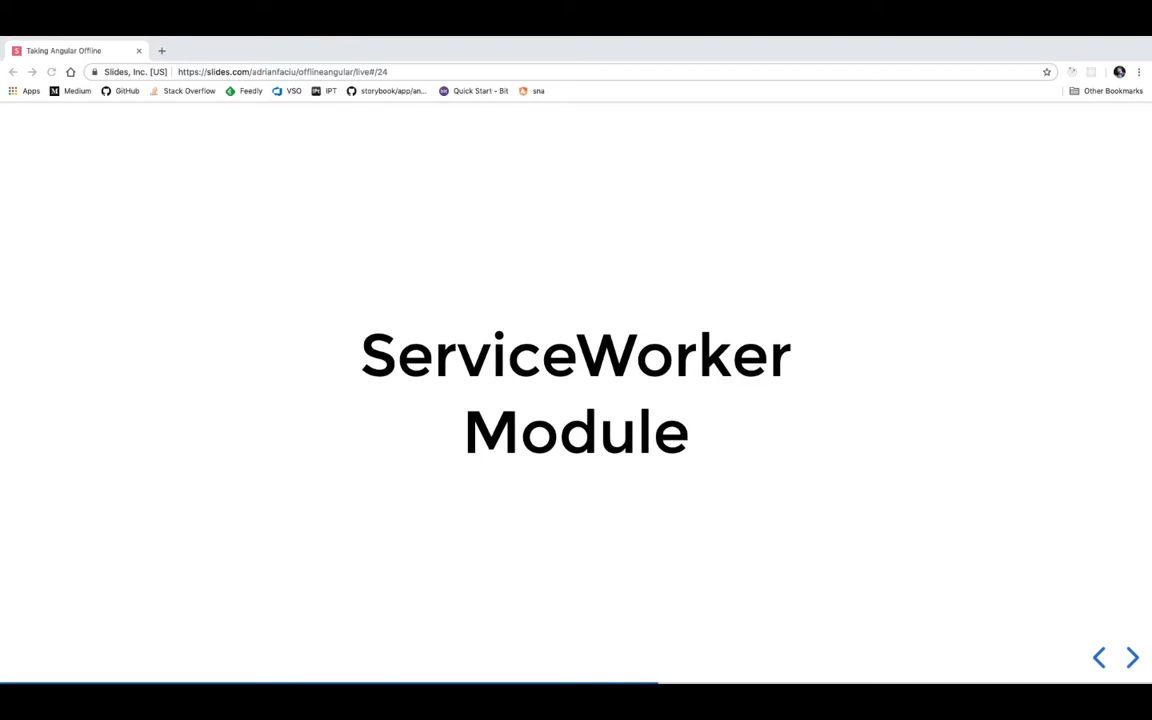 Taking Angular Offline
Slides, Inc. [US] https://slides.com/adrianfaciu/offlineangular/live#/24
Apps Medium GitHub Stack Overflow Feedly VSO IPT storybook/app/an... Quick Start - Bit sna Other Bookmarks
ServiceWorker
Module